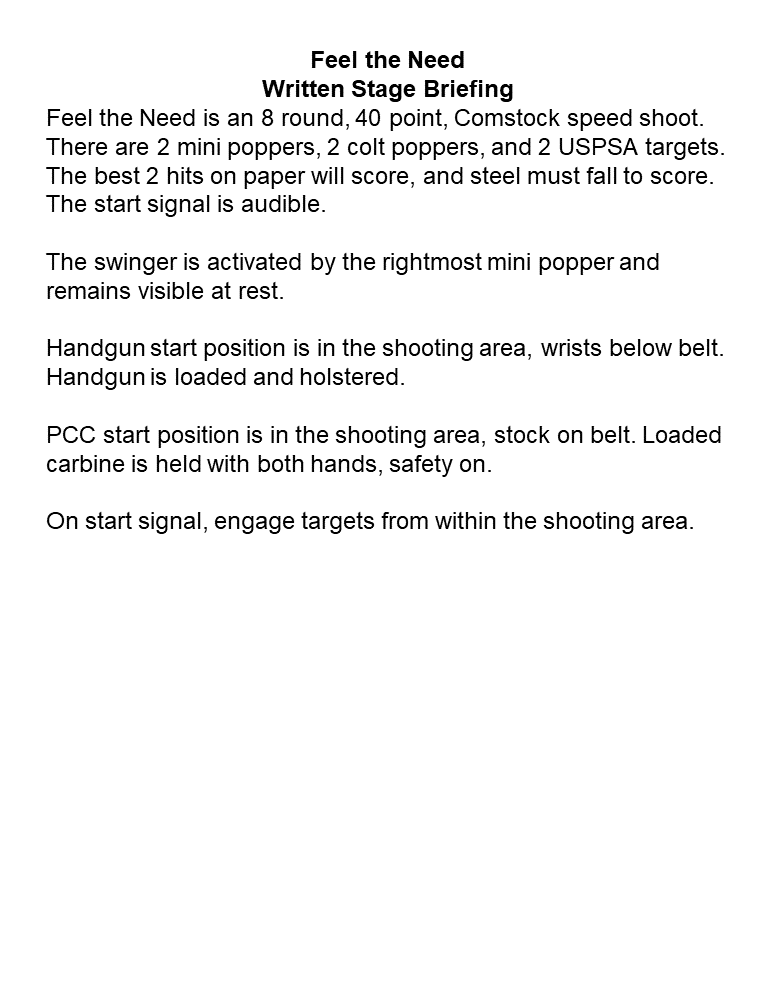 Feel the Need
Written Stage Briefing
Feel the Need is an 8 round, 40 point, Comstock speed shoot.
There are 2 mini poppers, 2 colt poppers, and 2 USPSA targets.
The best 2 hits on paper will score, and steel must fall to score.
The start signal is audible.
The swinger is activated by the rightmost mini popper and
remains visible at rest.
Handgun start position is in the shooting area, wrists below belt.
Handgun is loaded and holstered.
PCC start position is in the shooting area, stock on belt. Loaded
carbine is held with both hands, safety on.
On start signal, engage targets from within the shooting area.